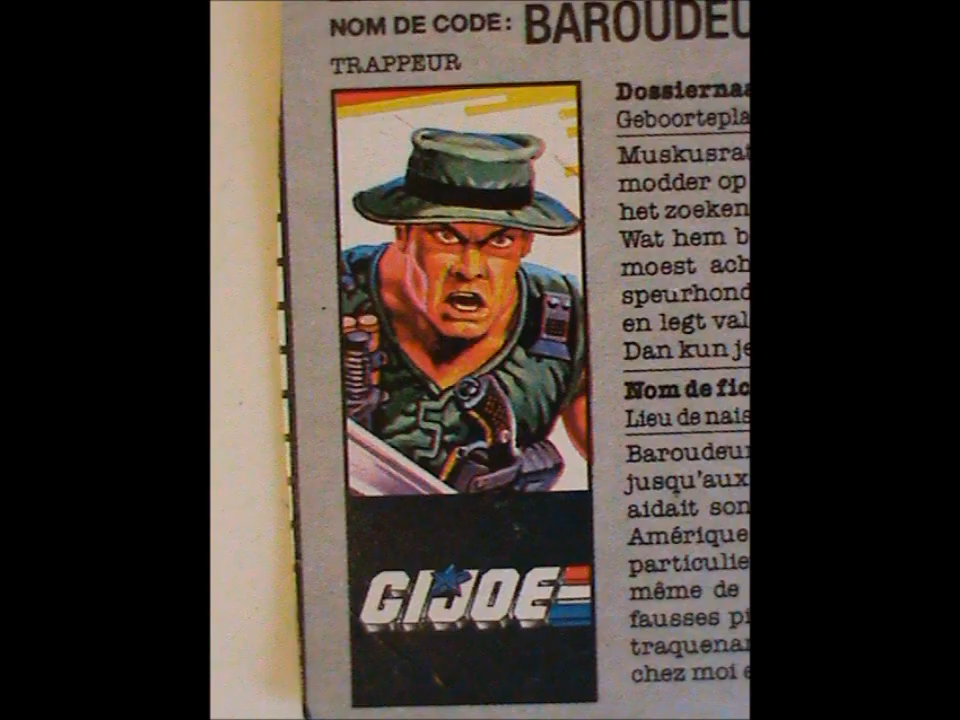 NOM DE CODE: BAROUDEU
TRAPPEUR
Dossiernaa
Geboortepla
Muskusrat
modder op
het zoeken
Wat hem b
moest ach
speurhond
en legt val
Dan kun je
Nom de fic
Lieu de nais
Baroudeur
jusqu'aux
aidait son
Amérique
particulie
même de
fausses pi
traquenar
chez moi e
G.I.JOE